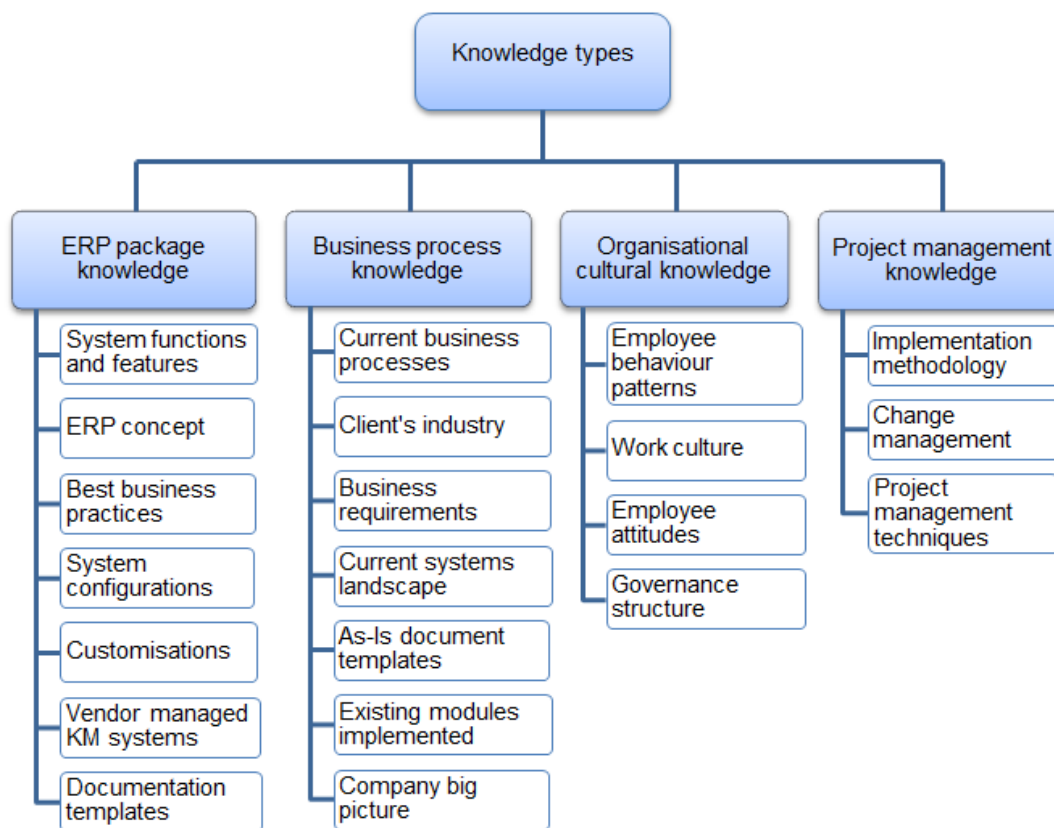 Knowledge types
ERP package
knowledge
System functions
and features
ERP concept
Best business
practices
System
configurations
Customisations
Vendor managed
KM systems
Documentation
templates
Business process
knowledge
Current business
processes
Client's industry
Business
requirements
Current systems
landscape
As-Is document
templates
Existing modules
implemented
Company big
picture
Organisational
cultural knowledge
Employee
behaviour
patterns
Work culture
Employee
attitudes
Governance
structure
Project management
knowledge
Implementation
methodology
Change
management
Project
management
techniques